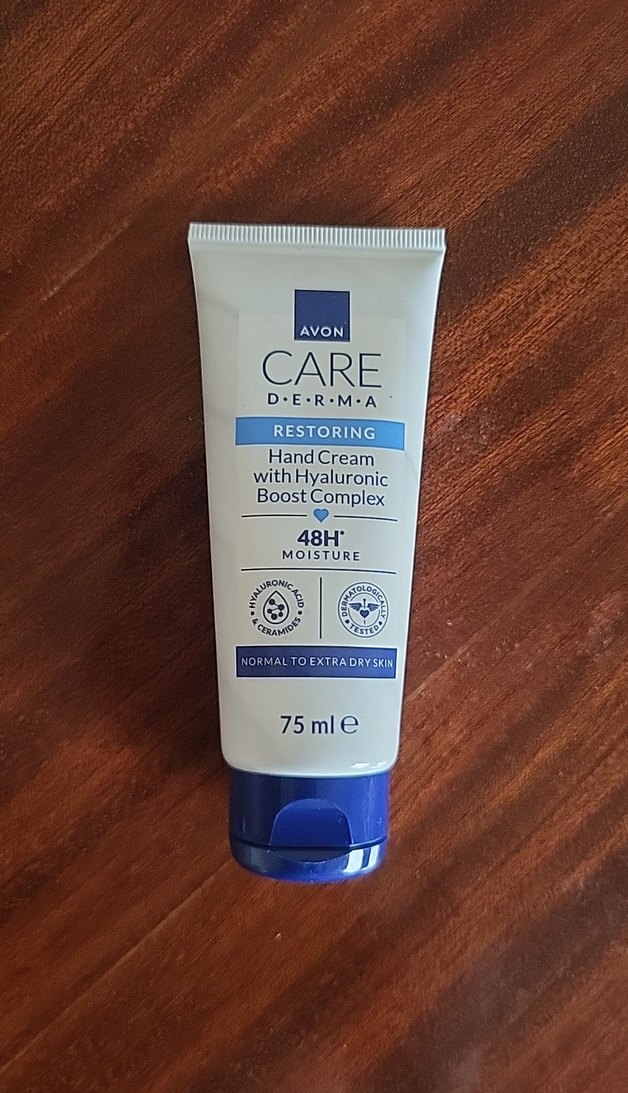 AVON
CARE
D•E•R•M•A
RESTORING
Hand Cream
with Hyaluronic
Boost Complex
48H*
MOISTURE
HYALURONIC ACID & CERAMIDES
DERMATOLOGICALLY TESTED
NORMAL TO EXTRA DRY SKIN
75 ml ℮